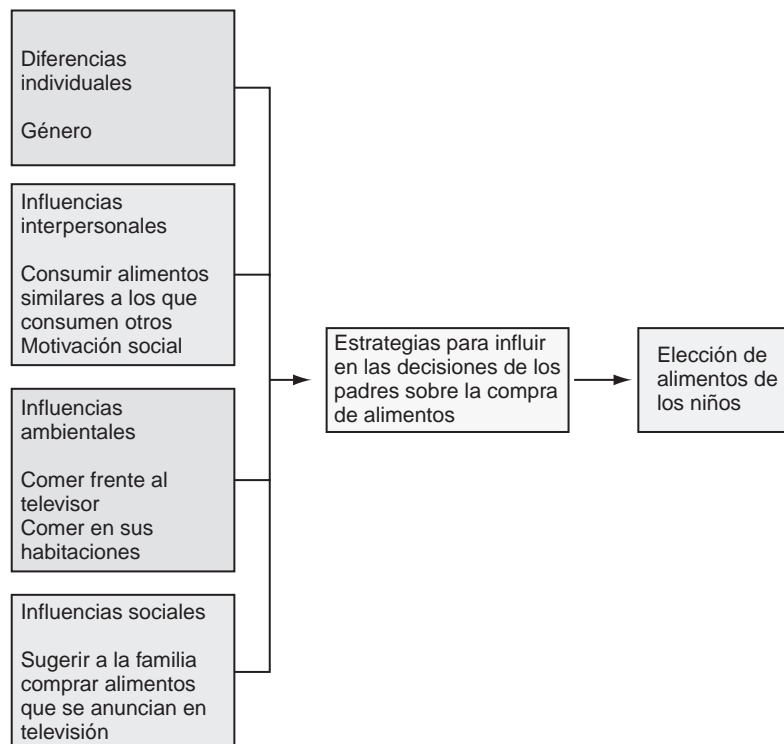 Diferencias
individuales
Género
Influencias
interpersonales
Consumir alimentos
similares a los que
consumen otros
Motivación social
Influencias
ambientales
Comer frente al
televisor
Comer en sus
habitaciones
Influencias sociales
Sugerir a la familia
comprar alimentos
que se anuncian en
televisión
Estrategias para influir
en las decisiones de los
padres sobre la compra
de alimentos
Elección de
alimentos de
los niños